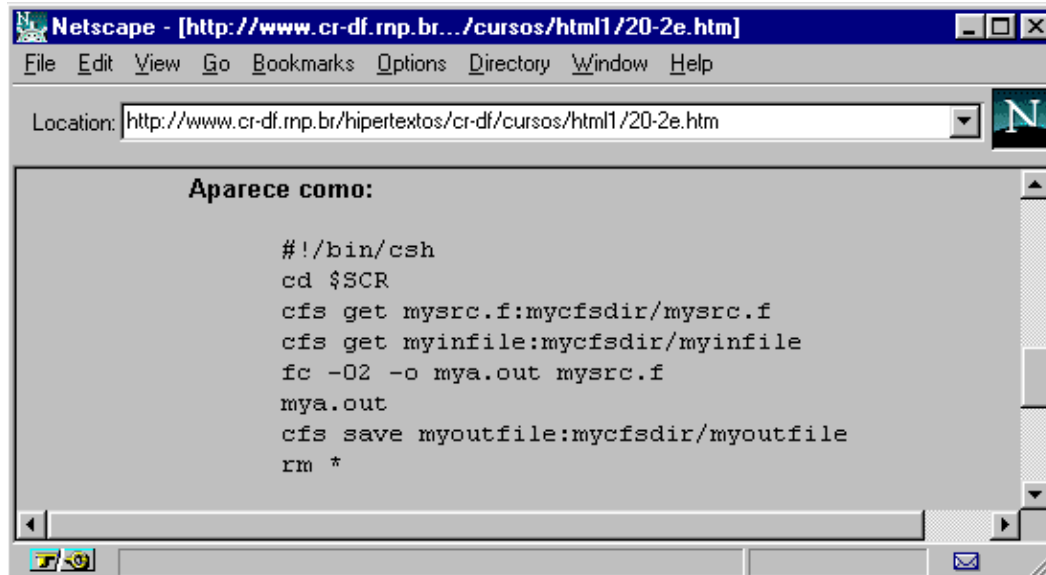 Netscape - [http://www.cr-df.rnp.br.../cursos/html1/20-2e.htm]
File Edit View Go Bookmarks Options Directory Window Help
Location: http://www.cr-df.rnp.br/hipertextos/cr-df/cursos/html1/20-2e.htm
N
Aparece como:
#!/bin/csh
cd $SCR
cfs get mysrc.f:mycfsdir/mysrc.f
cfs get myinfile:mycfsdir/myinfile
fc -O2 -o mya.out mysrc.f
mya.out
cfs save myoutfile:mycfsdir/myoutfile
rm *